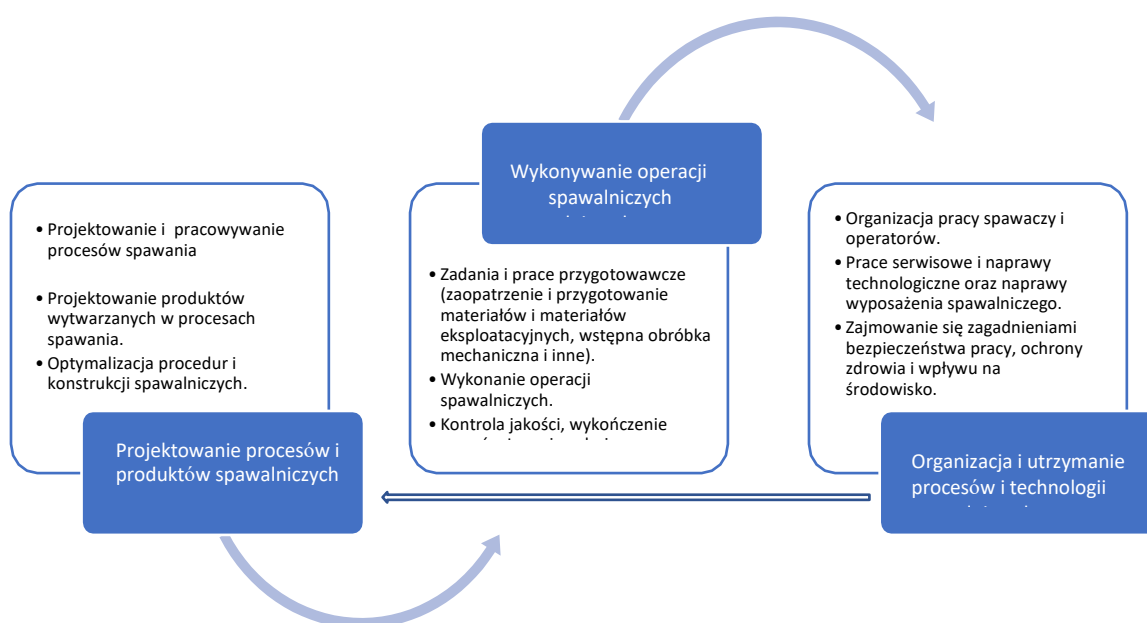 • Projektowanie i  pracowywanie
procesów spawania
• Projektowanie produktów
wytwarzanych w procesach
spawania.
• Optymalizacja procedur i
konstrukcji spawalniczych.
Projektowanie procesów i
produktów spawalniczych
Wykonywanie operacji
spawalniczych
• Zadania i prace przygotowawcze
(zaopatrzenie i przygotowanie
materiałów i materiałów
eksploatacyjnych, wstępna obróbka
mechaniczna i inne).
• Wykonanie operacji
spawalniczych.
• Kontrola jakości, wykończenie
• Organizacja pracy spawaczy i
operatorów.
• Prace serwisowe i naprawy
technologiczne oraz naprawy
wyposażenia spawalniczego.
• Zajmowanie się zagadnieniami
bezpieczeństwa pracy, ochrony
zdrowia i wpływu na
środowisko.
Organizacja i utrzymanie
procesów i technologii